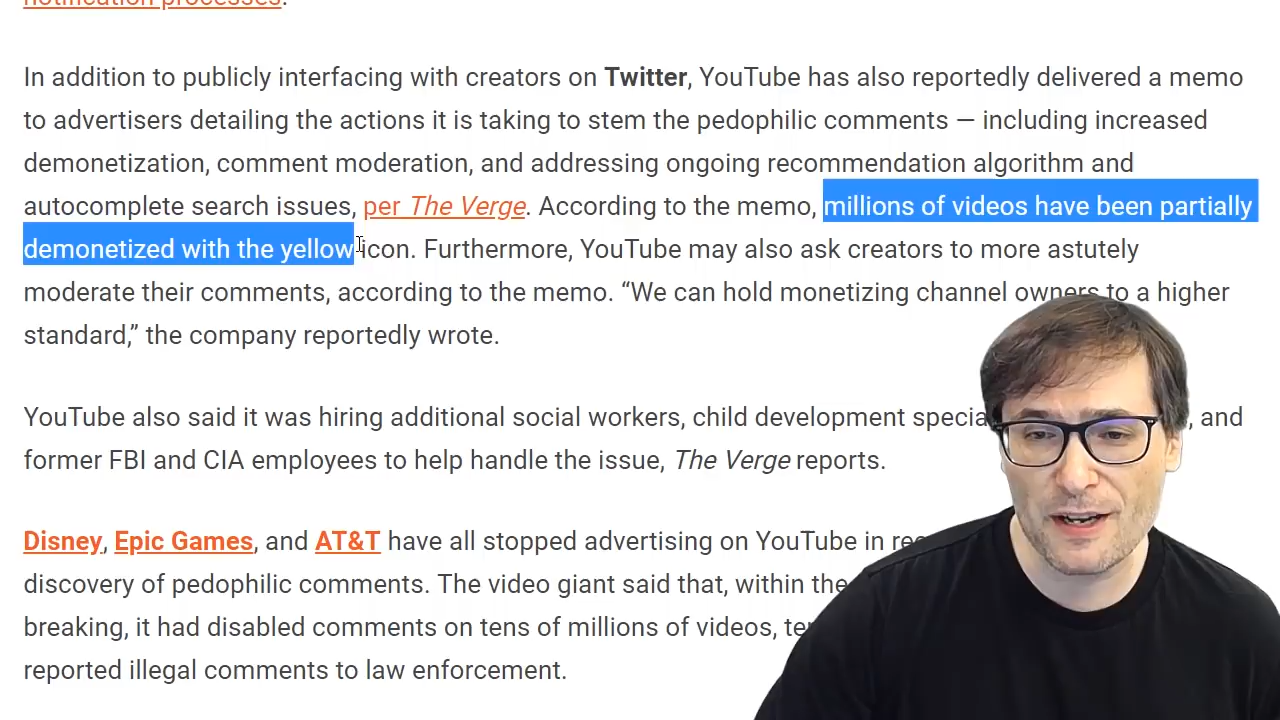 notification processes.
In addition to publicly interfacing with creators on Twitter, YouTube has also reportedly delivered a memo
to advertisers detailing the actions it is taking to stem the pedophilic comments — including increased
demonetization, comment moderation, and addressing ongoing recommendation algorithm and
autocomplete search issues, per The Verge. According to the memo, millions of videos have been partially
demonetized with the yellow icon. Furthermore, YouTube may also ask creators to more astutely
moderate their comments, according to the memo. “We can hold monetizing channel owners to a higher
standard,” the company reportedly wrote.
YouTube also said it was hiring additional social workers, child development , and
former FBI and CIA employees to help handle the issue, The Verge reports.
Disney, Epic Games, and AT&T have all stopped advertising on YouTube in
discovery of pedophilic comments. The video giant said that, within the
breaking, it had disabled comments on tens of millions of videos,
reported illegal comments to law enforcement.